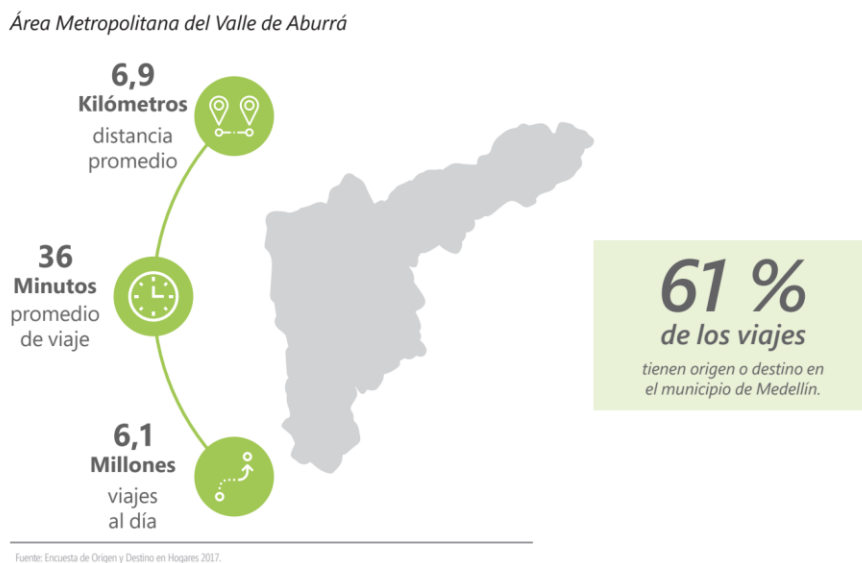 Área Metropolitana del Valle de Aburrá
6,9
Kilómetros
distancia
promedio
36
Minutos
promedio
de viaje
6,1
Millones
viajes
al día
61 %
de los viajes
tienen origen o destino en
el municipio de Medellín.
Fuente: Encuesta de Origen y Destino en Hogares 2017.